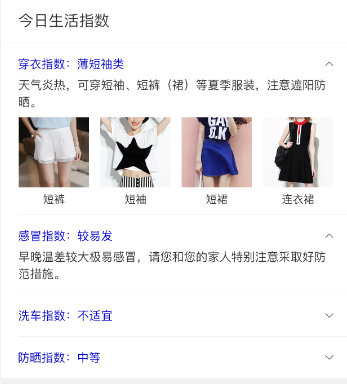 今日生活指数
穿衣指数：薄短袖类
天气炎热，可穿短袖、短裤（裙）等夏季服装，注意遮阳防
晒。
GAY
B.K
短裤
短袖
短裙
连衣裙
感冒指数：较易发
早晚温差较大极易感冒，请您和您的家人特别注意采取好防
范措施。
洗车指数：不适宜
防晒指数：中等